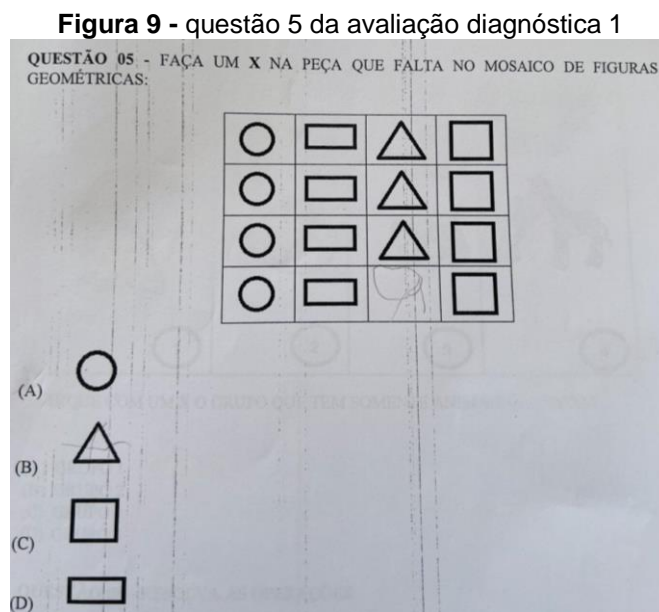 Figura 9 - questão 5 da avaliação diagnóstica 1
QUESTÃO 05 - FAÇA UM X NA PEÇA QUE FALTA NO MOSAICO DE FIGURAS
GEOMÉTRICAS:
(A)
(B)
(C)
(D)